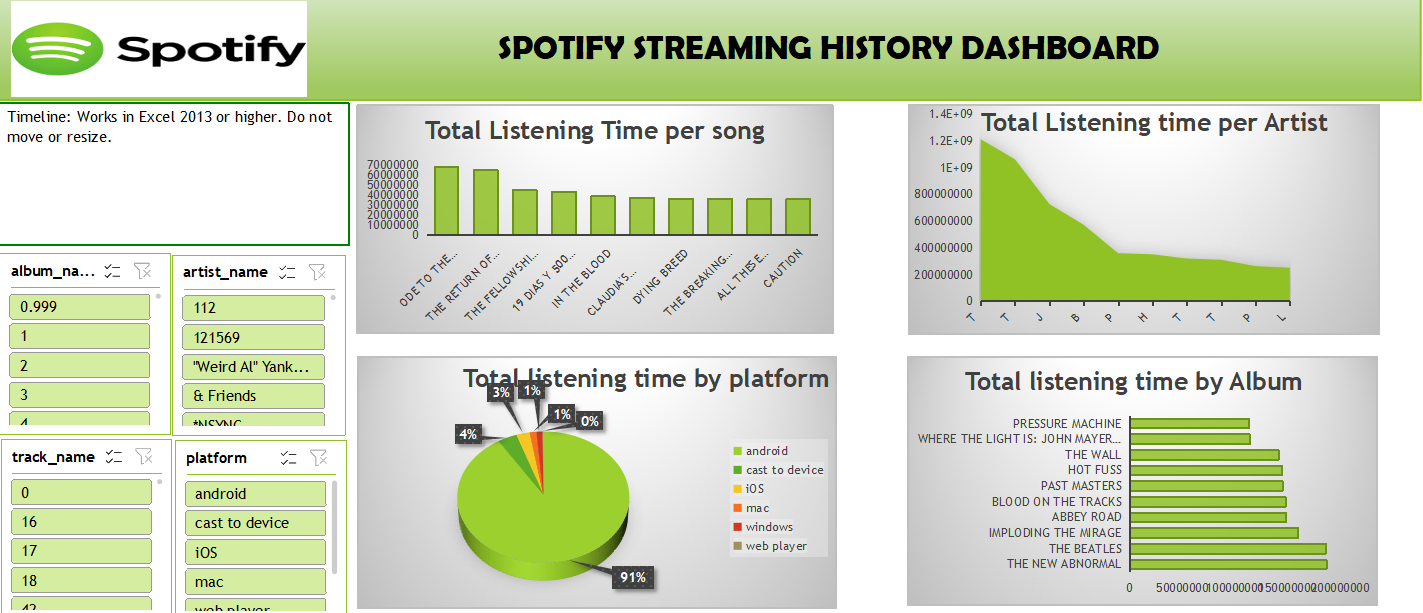 Spotify
SPOTIFY STREAMING HISTORY DASHBOARD
Timeline: Works in Excel 2013 or higher. Do not
move or resize.
Total Listening Time per song
70000000
60000000
50000000
40000000
30000000
20000000
10000000
0
ODE TO THE...
THE RETURN OF...
THE FELLOWSHI...
19 DIAS Y 500...
IN THE BLOOD
CLAUDIA'S...
DYING BREED
THE BREAKING...
ALL THESE...
CAUTION
Total Listening time per Artist
1.4E+09
1.2E+09
1E+09
800000000
600000000
400000000
200000000
0
T
T
J
B
P
H
T
T
P
L
album_na...
0.999
1
2
3
4
artist_name
112
121569
"Weird Al" Yank...
& Friends
*NSYNC
track_name
0
16
17
18
42
platform
android
cast to device
iOS
mac
web player
Total listening time by platform
3%
1%
1%
0%
4%
91%
android
cast to device
iOS
mac
windows
web player
Total listening time by Album
PRESSURE MACHINE
WHERE THE LIGHT IS: JOHN MAYER...
THE WALL
HOT FUSS
PAST MASTERS
BLOOD ON THE TRACKS
ABBEY ROAD
IMPLODING THE MIRAGE
THE BEATLES
THE NEW ABNORMAL
0 50000000 100000000 150000000 200000000